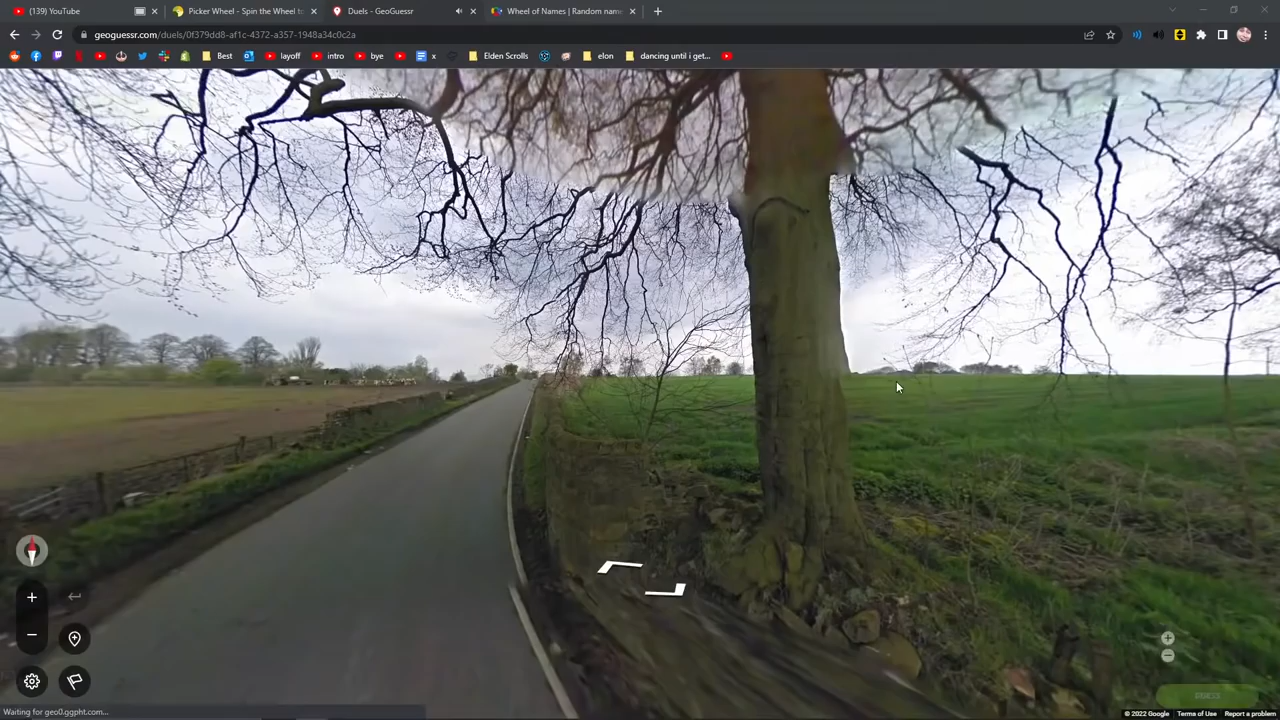 (139) YouTube
Picker Wheel - Spin the Wheel to
Duels - GeoGuessr
Wheel of Names | Random nam
geoguessr.com/duels/0f379dd8-af1c-4372-a357-1948a34c0c2a
Best
layoff
intro
bye
x
Elden Scrolls
elon
dancing until i get...
GUESS
Waiting for geo0.ggpht.com...
© 2022 Google
Terms of Use
Report a problem